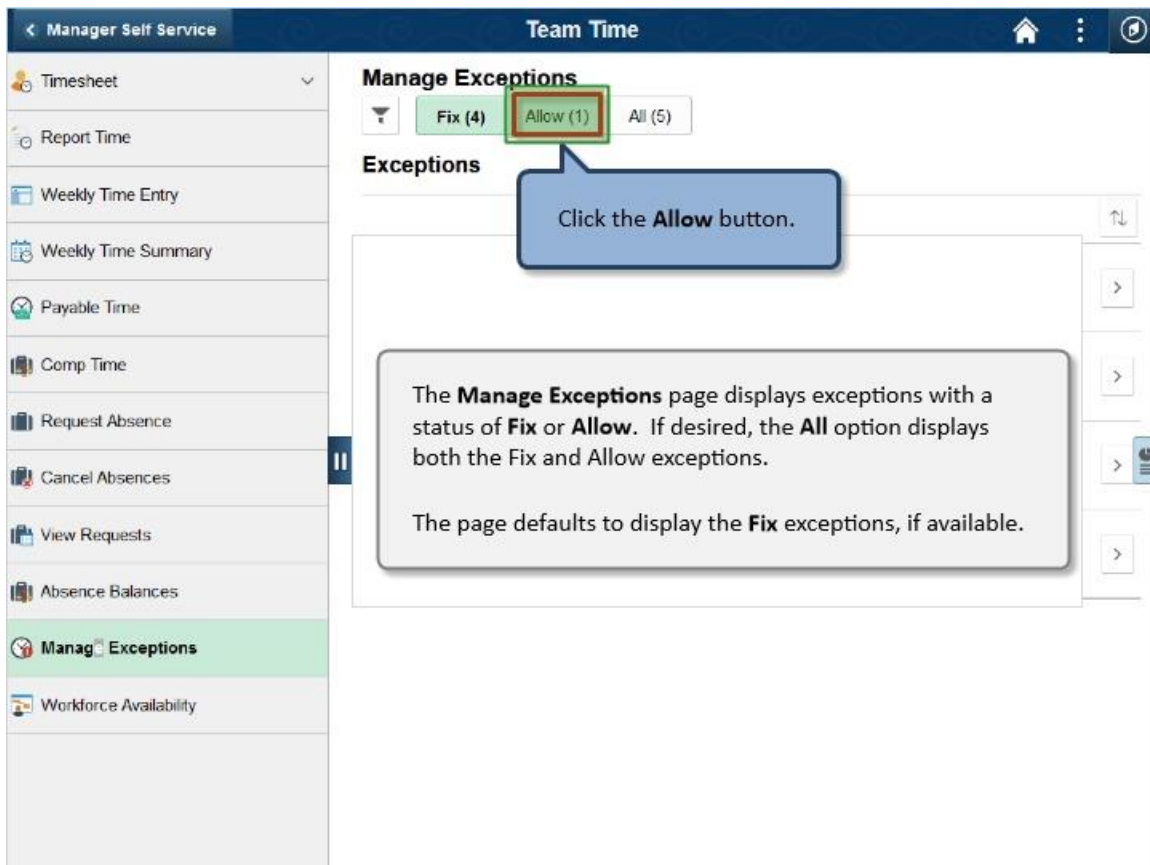 Manager Self Service
Team Time
Timesheet
Report Time
Weekly Time Entry
Weekly Time Summary
Payable Time
Comp Time
Request Absence
Cancel Absences
View Requests
Absence Balances
Manag Exceptions
Workforce Availability
Manage Exceptions
Fix (4)
Allow (1)
All (5)
Exceptions
Click the Allow button.
The Manage Exceptions page displays exceptions with a
status of Fix or Allow. If desired, the All option displays
both the Fix and Allow exceptions.
The page defaults to display the Fix exceptions, if available.